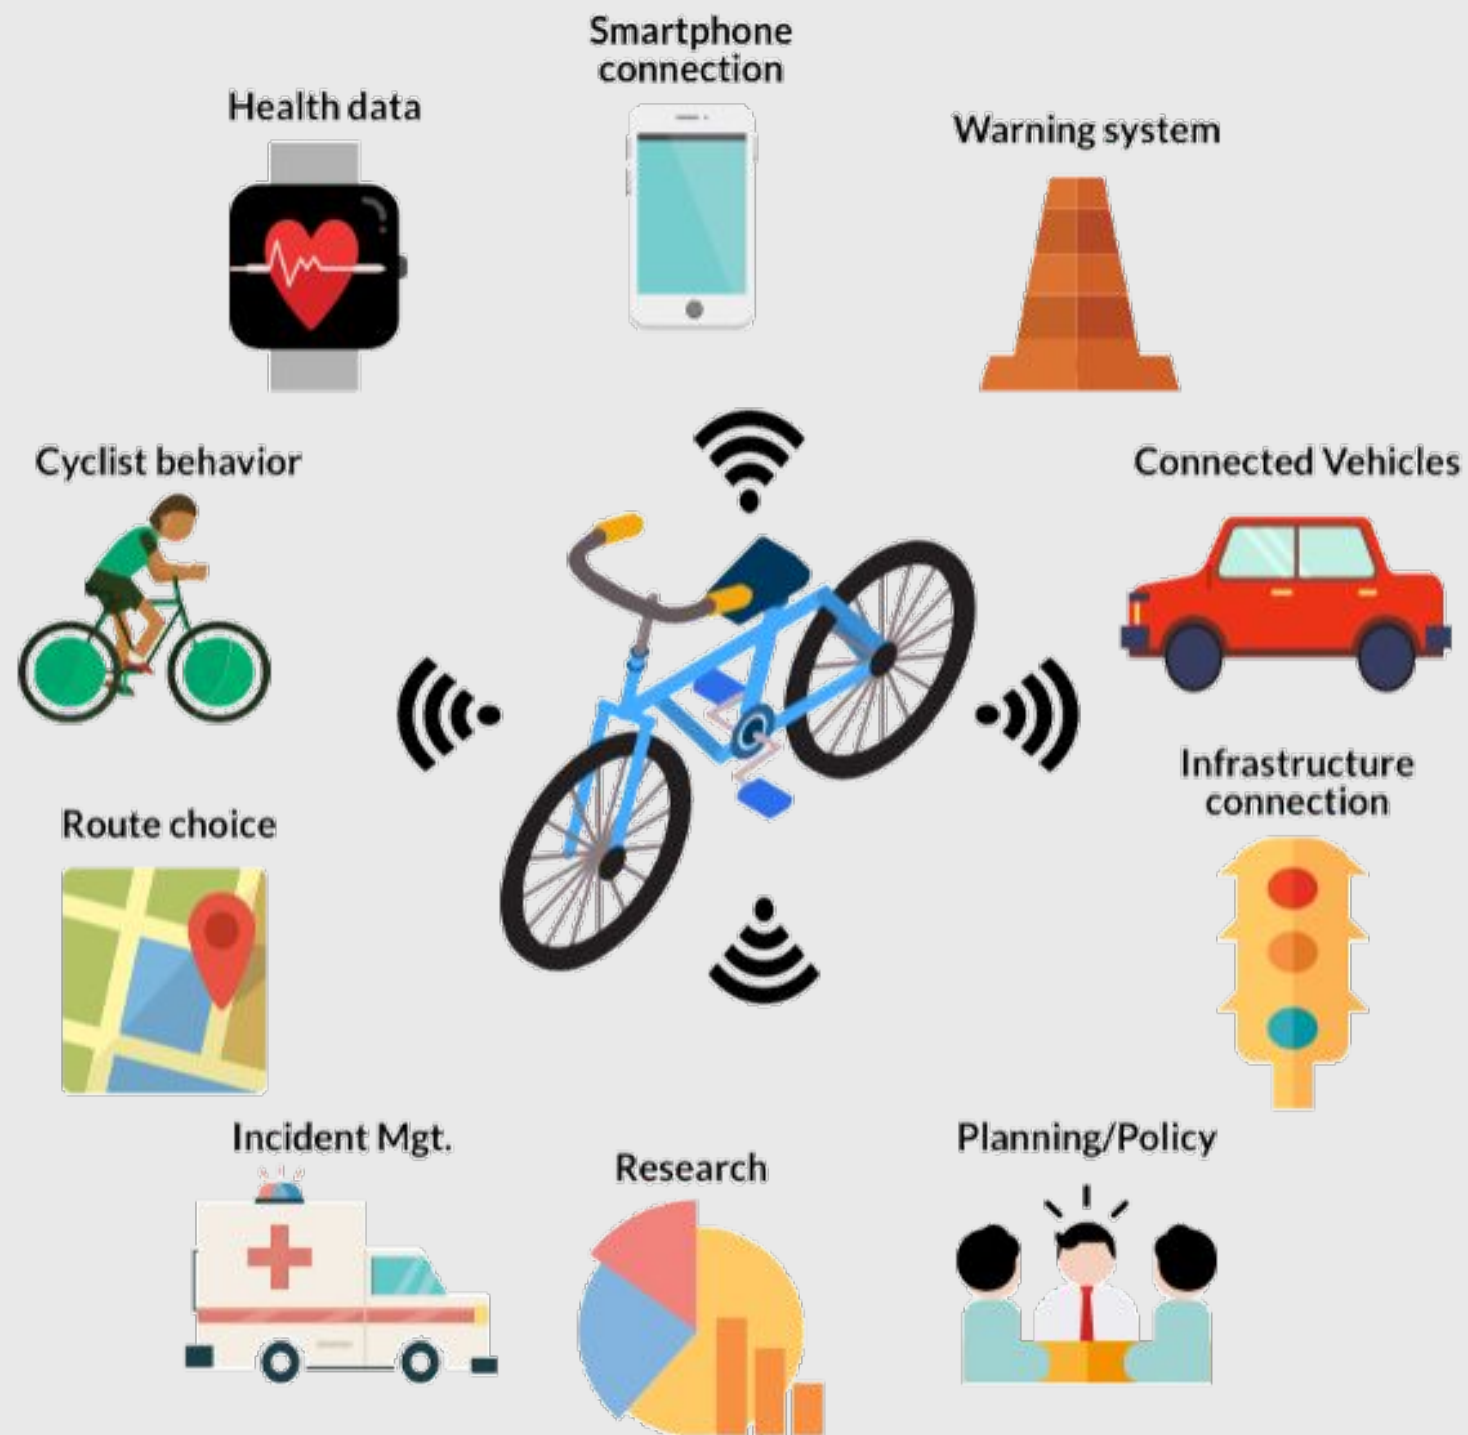 Smartphone
connection
Health data
Warning system
Cyclist behavior
Connected Vehicles
Infrastructure
connection
Route choice
Incident Mgt.
Research
Planning/Policy